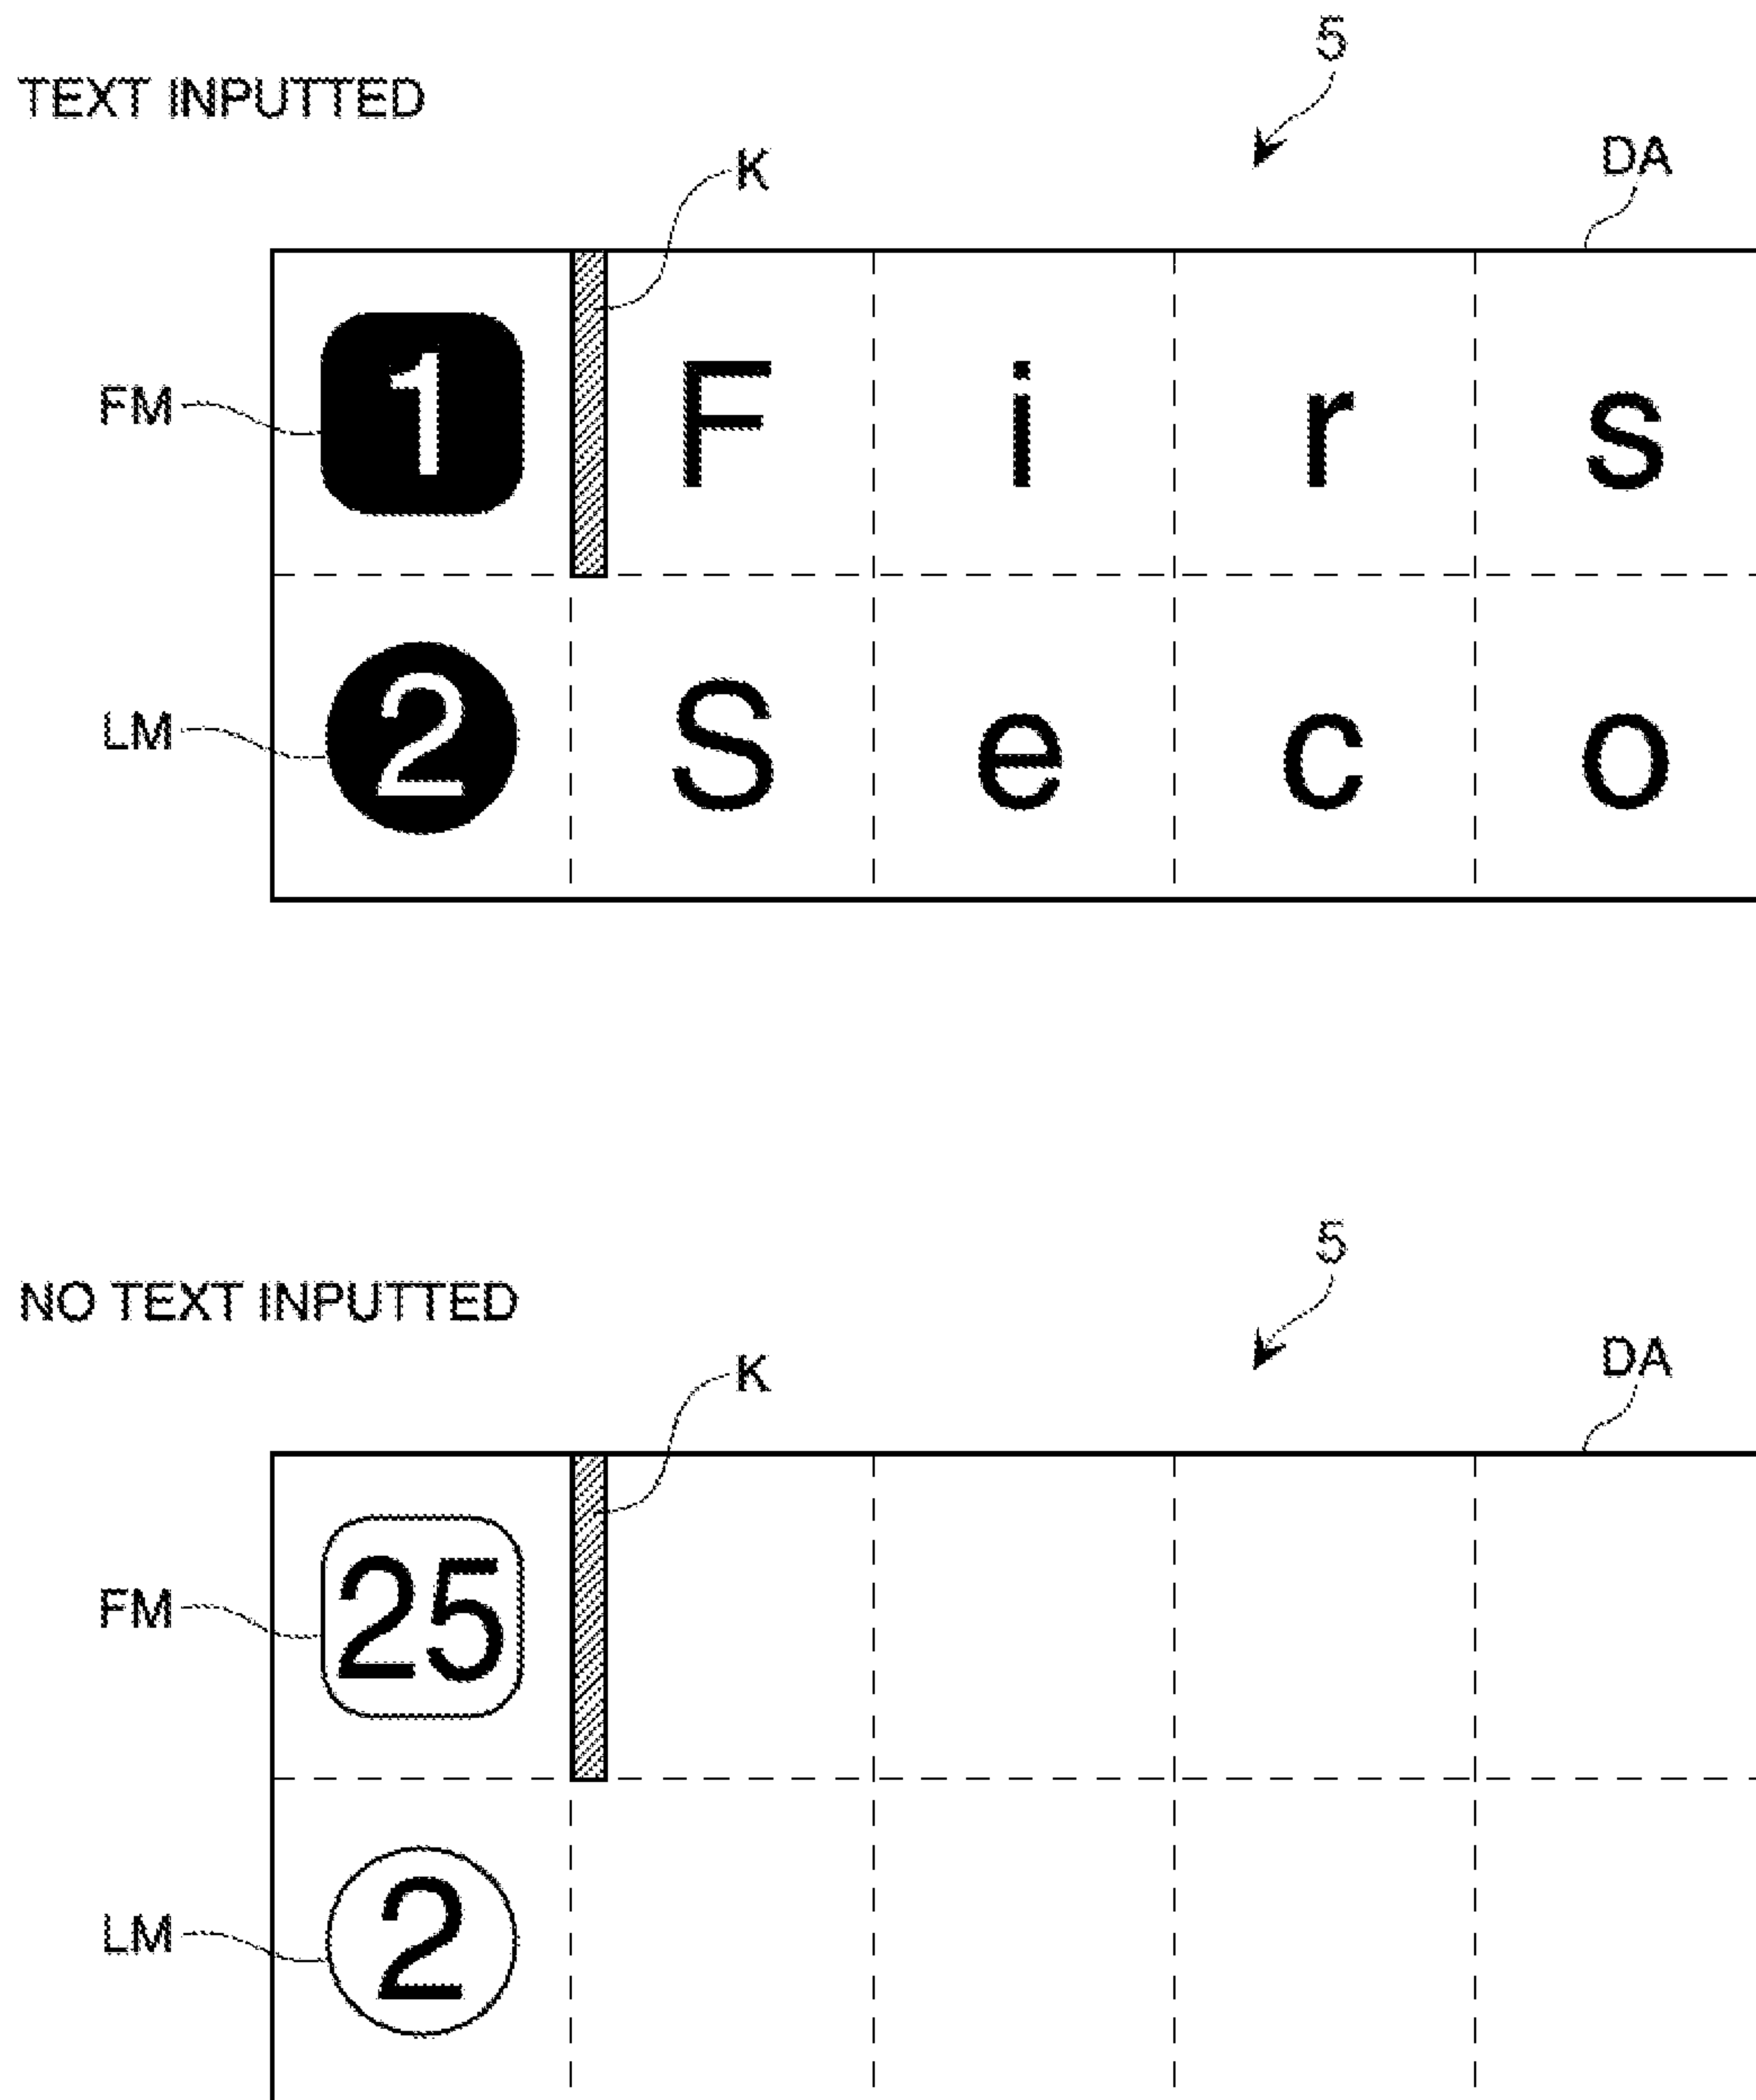 5
TEXT INPUTTED
K
DA
FM 1 F i r s
LM 2 S e c o
5
NO TEXT INPUTTED
K
DA
FM 25
LM 2